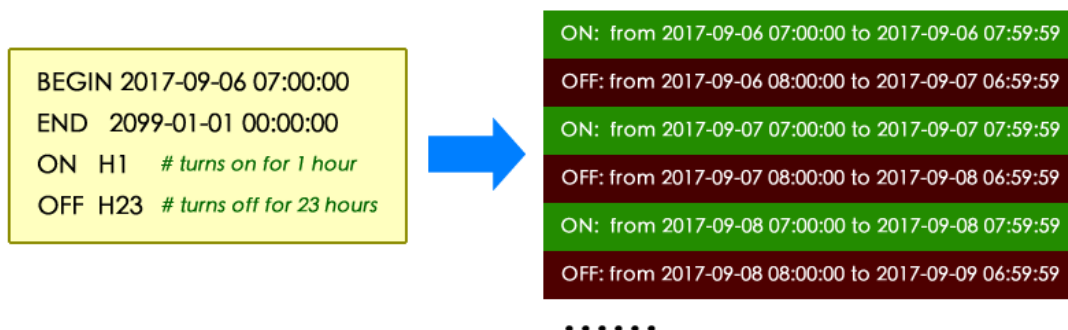 BEGIN 2017-09-06 07:00:00
END 2099-01-01 00:00:00
ON H1 # turns on for 1 hour
OFF H23 # turns off for 23 hours
ON: from 2017-09-06 07:00:00 to 2017-09-06 07:59:59
OFF: from 2017-09-06 08:00:00 to 2017-09-07 06:59:59
ON: from 2017-09-07 07:00:00 to 2017-09-07 07:59:59
OFF: from 2017-09-07 08:00:00 to 2017-09-08 06:59:59
ON: from 2017-09-08 07:00:00 to 2017-09-08 07:59:59
OFF: from 2017-09-08 08:00:00 to 2017-09-09 06:59:59
......